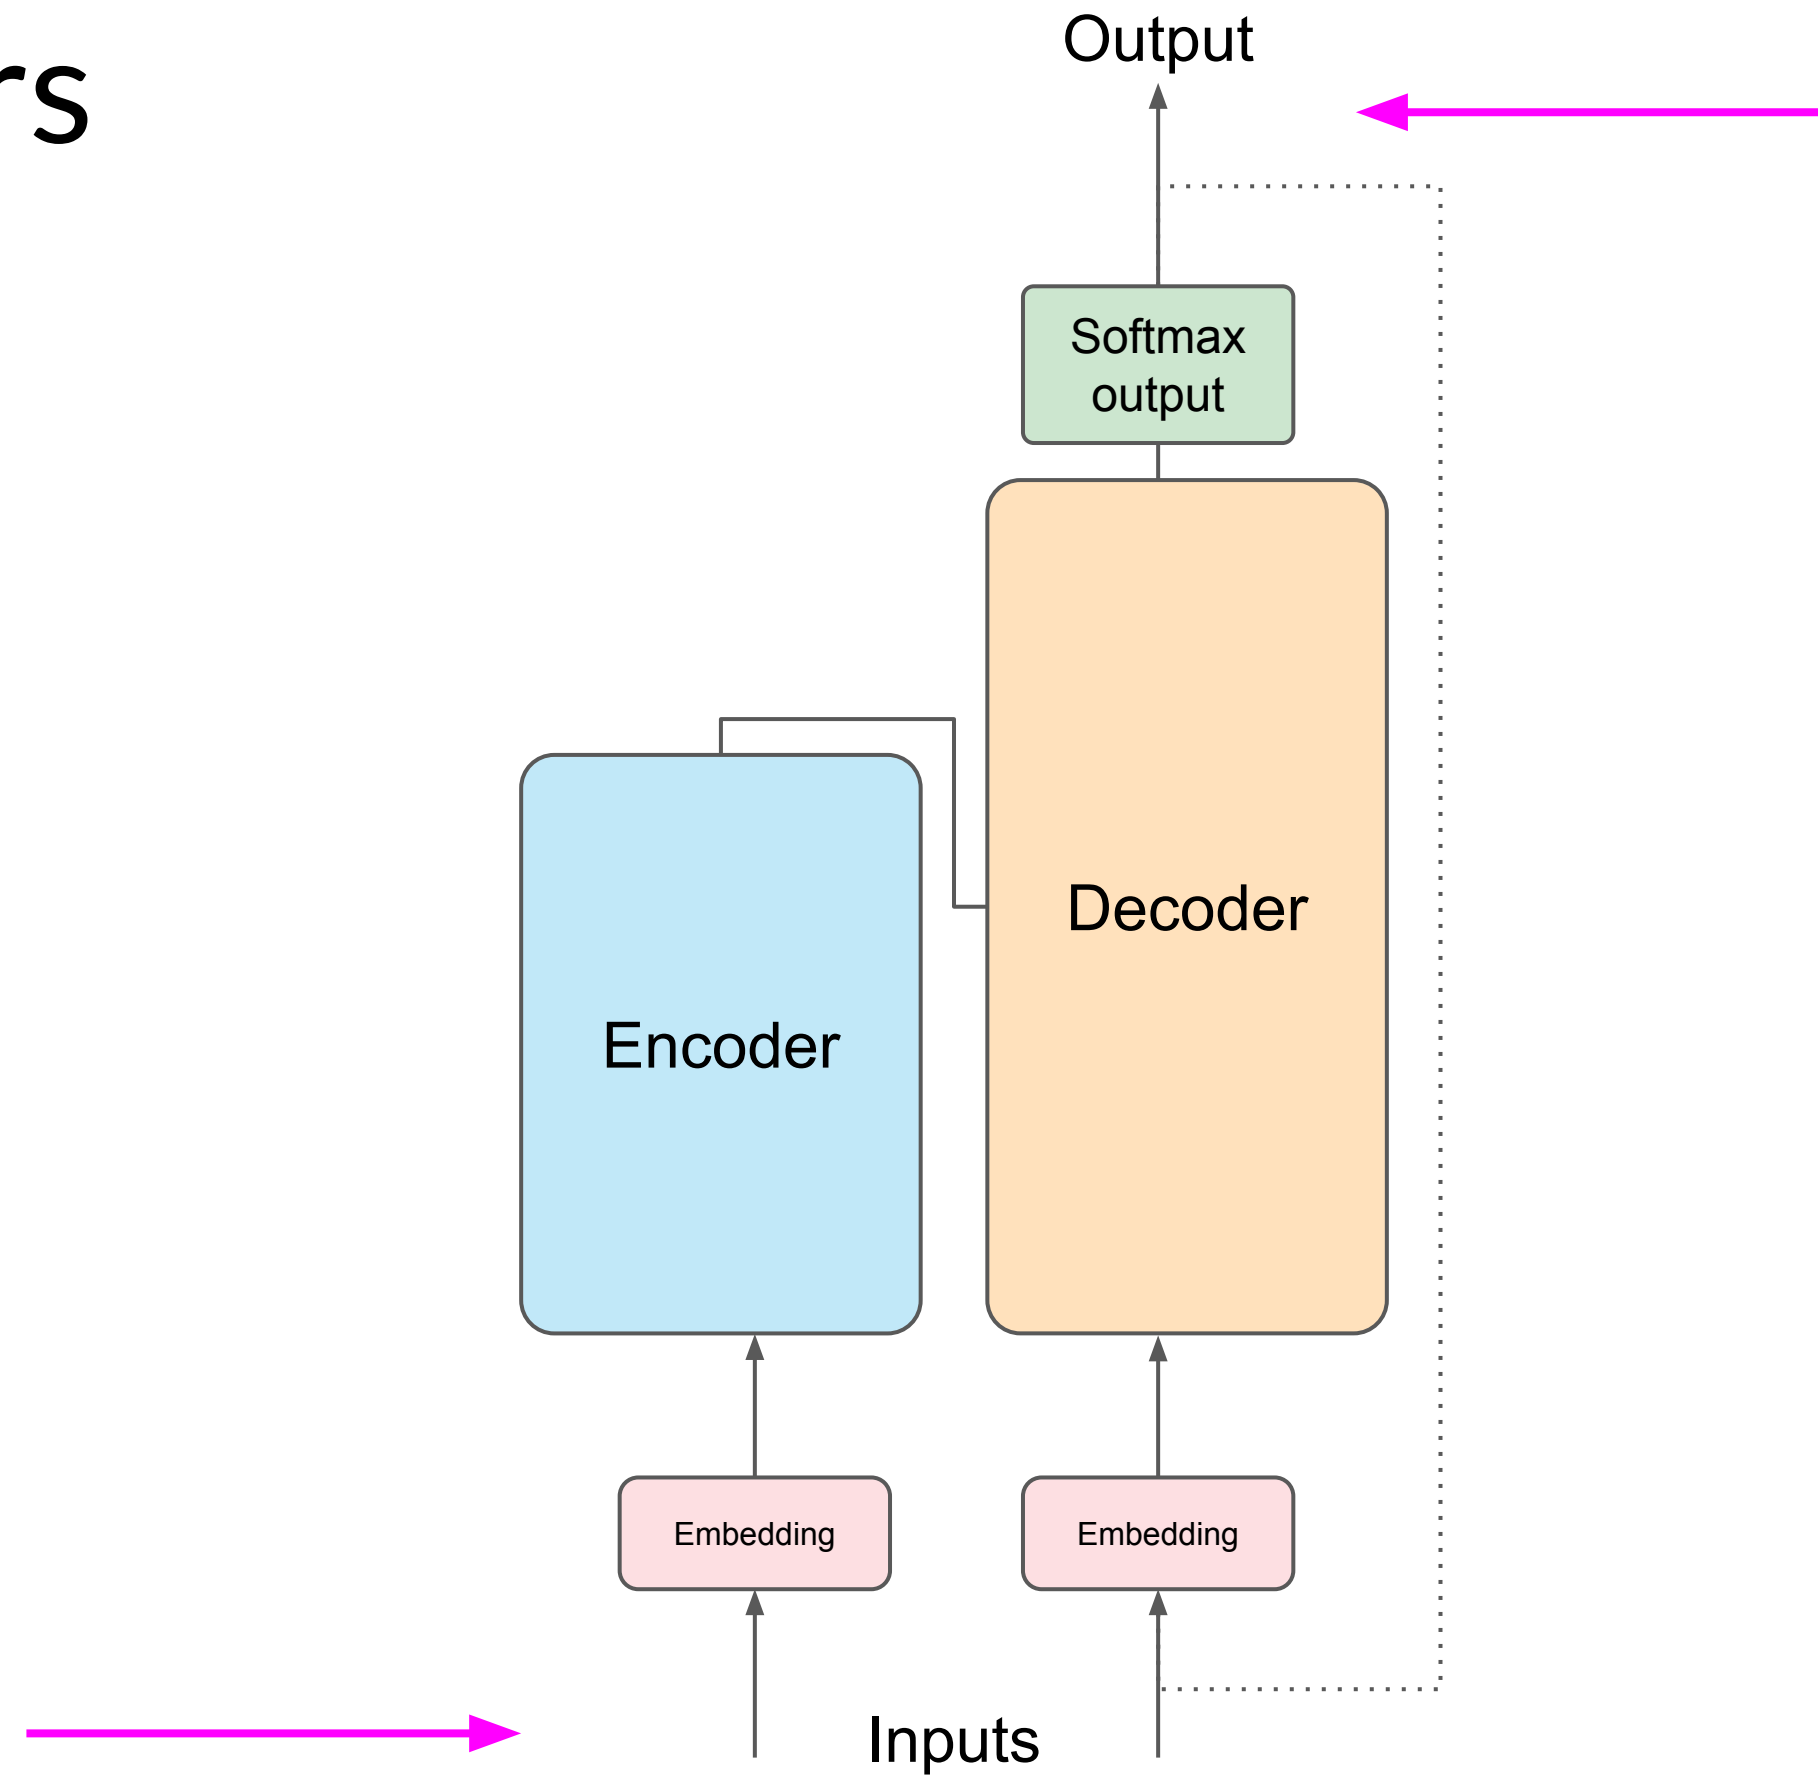 rs
Output
Softmax
output
Decoder
Encoder
Embedding
Embedding
Inputs